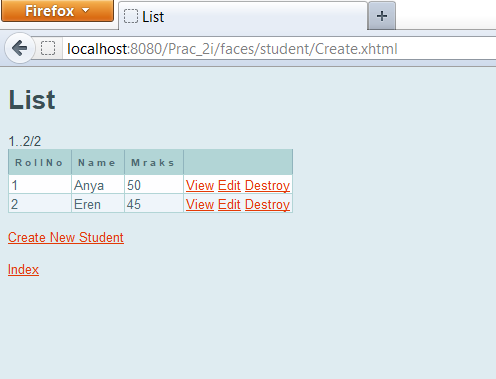 Firefox
List
localhost:8080/Prac_2i/faces/student/Create.xhtml
List
1..2/2
RollNo Name Mraks
1 Anya 50 View Edit Destroy
2 Eren 45 View Edit Destroy
Create New Student
Index